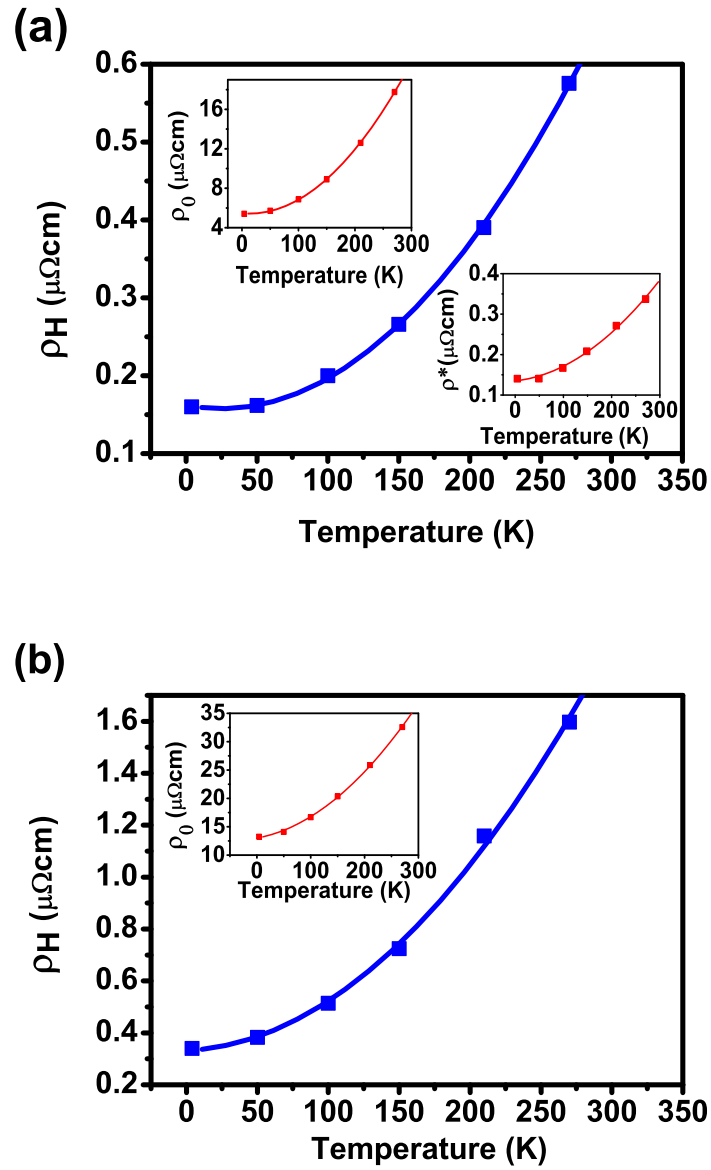 (a)
0.6
0.5
0.4
0.3
0.2
0.1
ρH (μΩcm)
0 50 100 150 200 250 300 350
Temperature (K)
16
12
8
4
ρ0 (μΩcm)
0 100 200 300
Temperature (K)
0.4
0.3
0.2
0.1
ρ*(μΩcm)
0 100 200 300
Temperature (K)
(b)
1.6
1.4
1.2
1.0
0.8
0.6
0.4
0.2
ρH (μΩcm)
0 50 100 150 200 250 300 350
Temperature (K)
35
30
25
20
15
10
ρ0 (μΩcm)
0 100 200 300
Temperature (K)